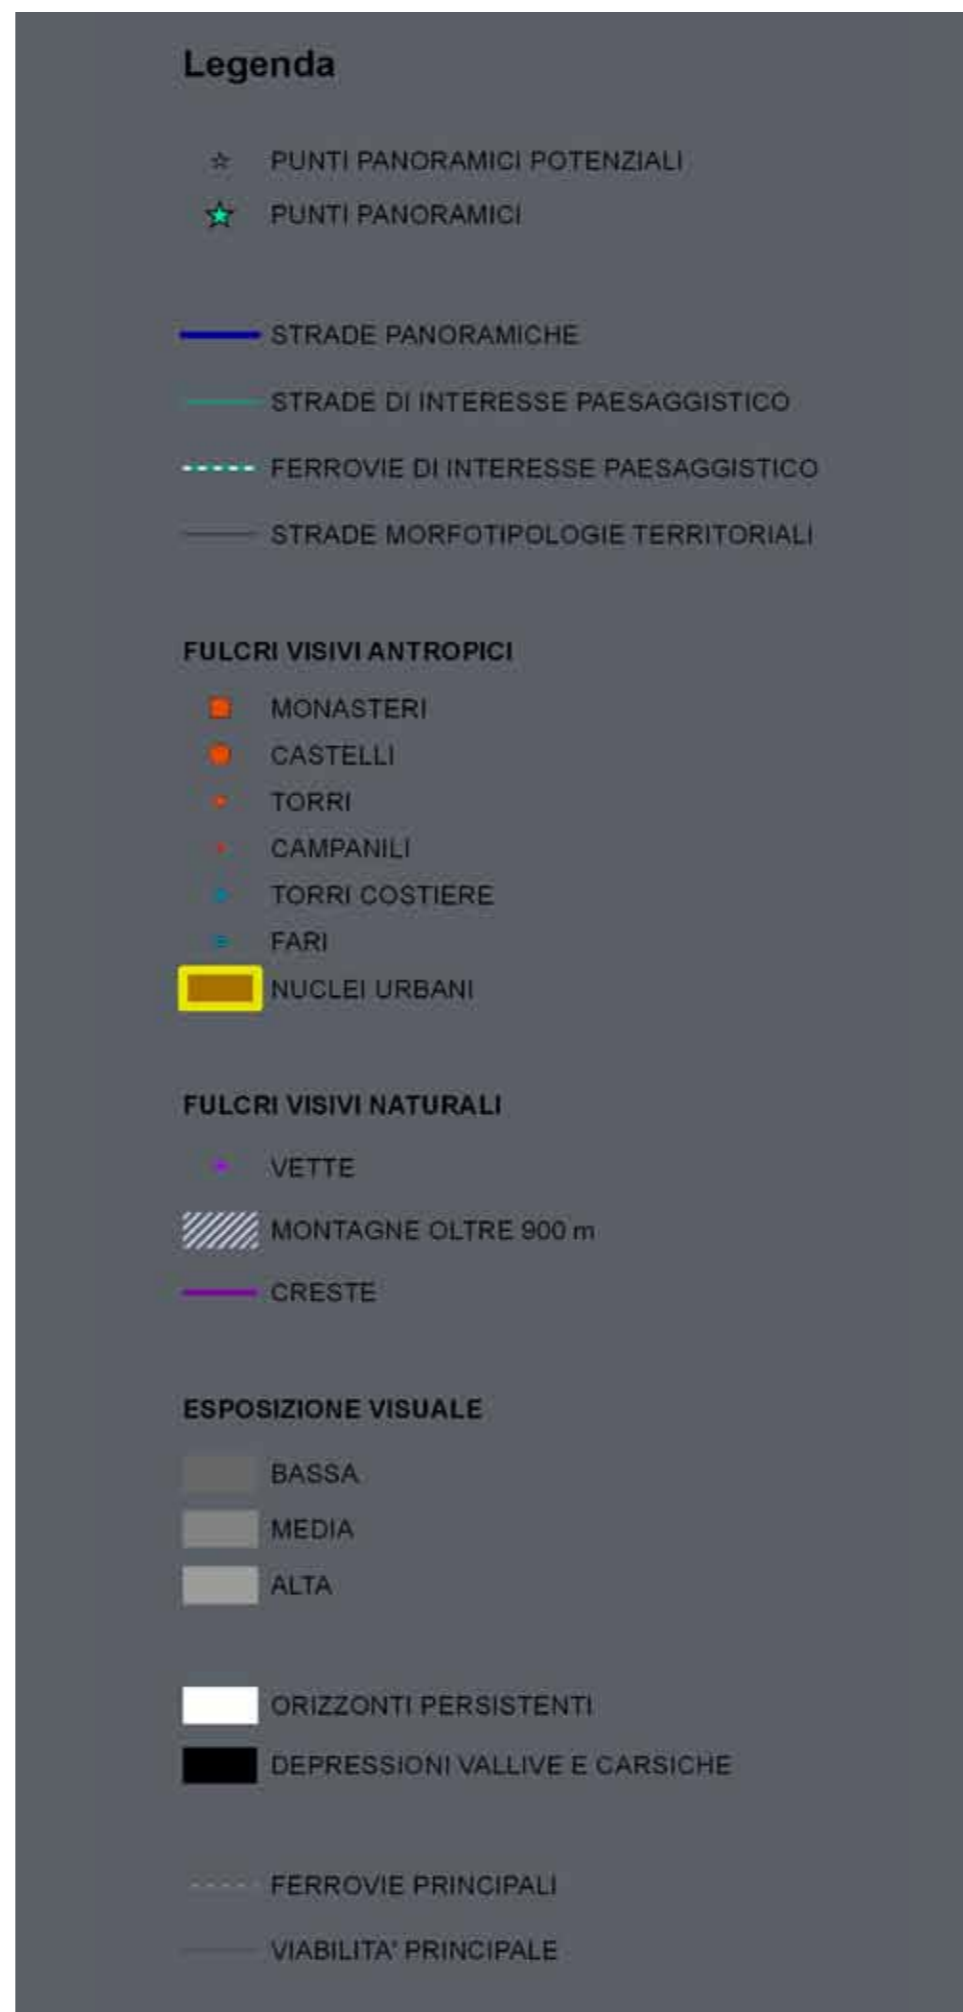 Legenda
PUNTI PANORAMICI POTENZIALI
PUNTI PANORAMICI
STRADE PANORAMICHE
STRADE DI INTERESSE PAESAGGISTICO
FERROVIE DI INTERESSE PAESAGGISTICO
STRADE MORFOTIPOLOGIE TERRITORIALI
FULCRI VISIVI ANTROPICI
MONASTERI
CASTELLI
TORRI
CAMPANILI
TORRI COSTIERE
FARI
NUCLEI URBANI
FULCRI VISIVI NATURALI
VETTE
MONTAGNE OLTRE 900 m
CRESTE
ESPOSIZIONE VISUALE
BASSA
MEDIA
ALTA
ORIZZONTI PERSISTENTI
DEPRESSIONI VALLIVE E CARSICHE
FERROVIE PRINCIPALI
VIABILITA' PRINCIPALE